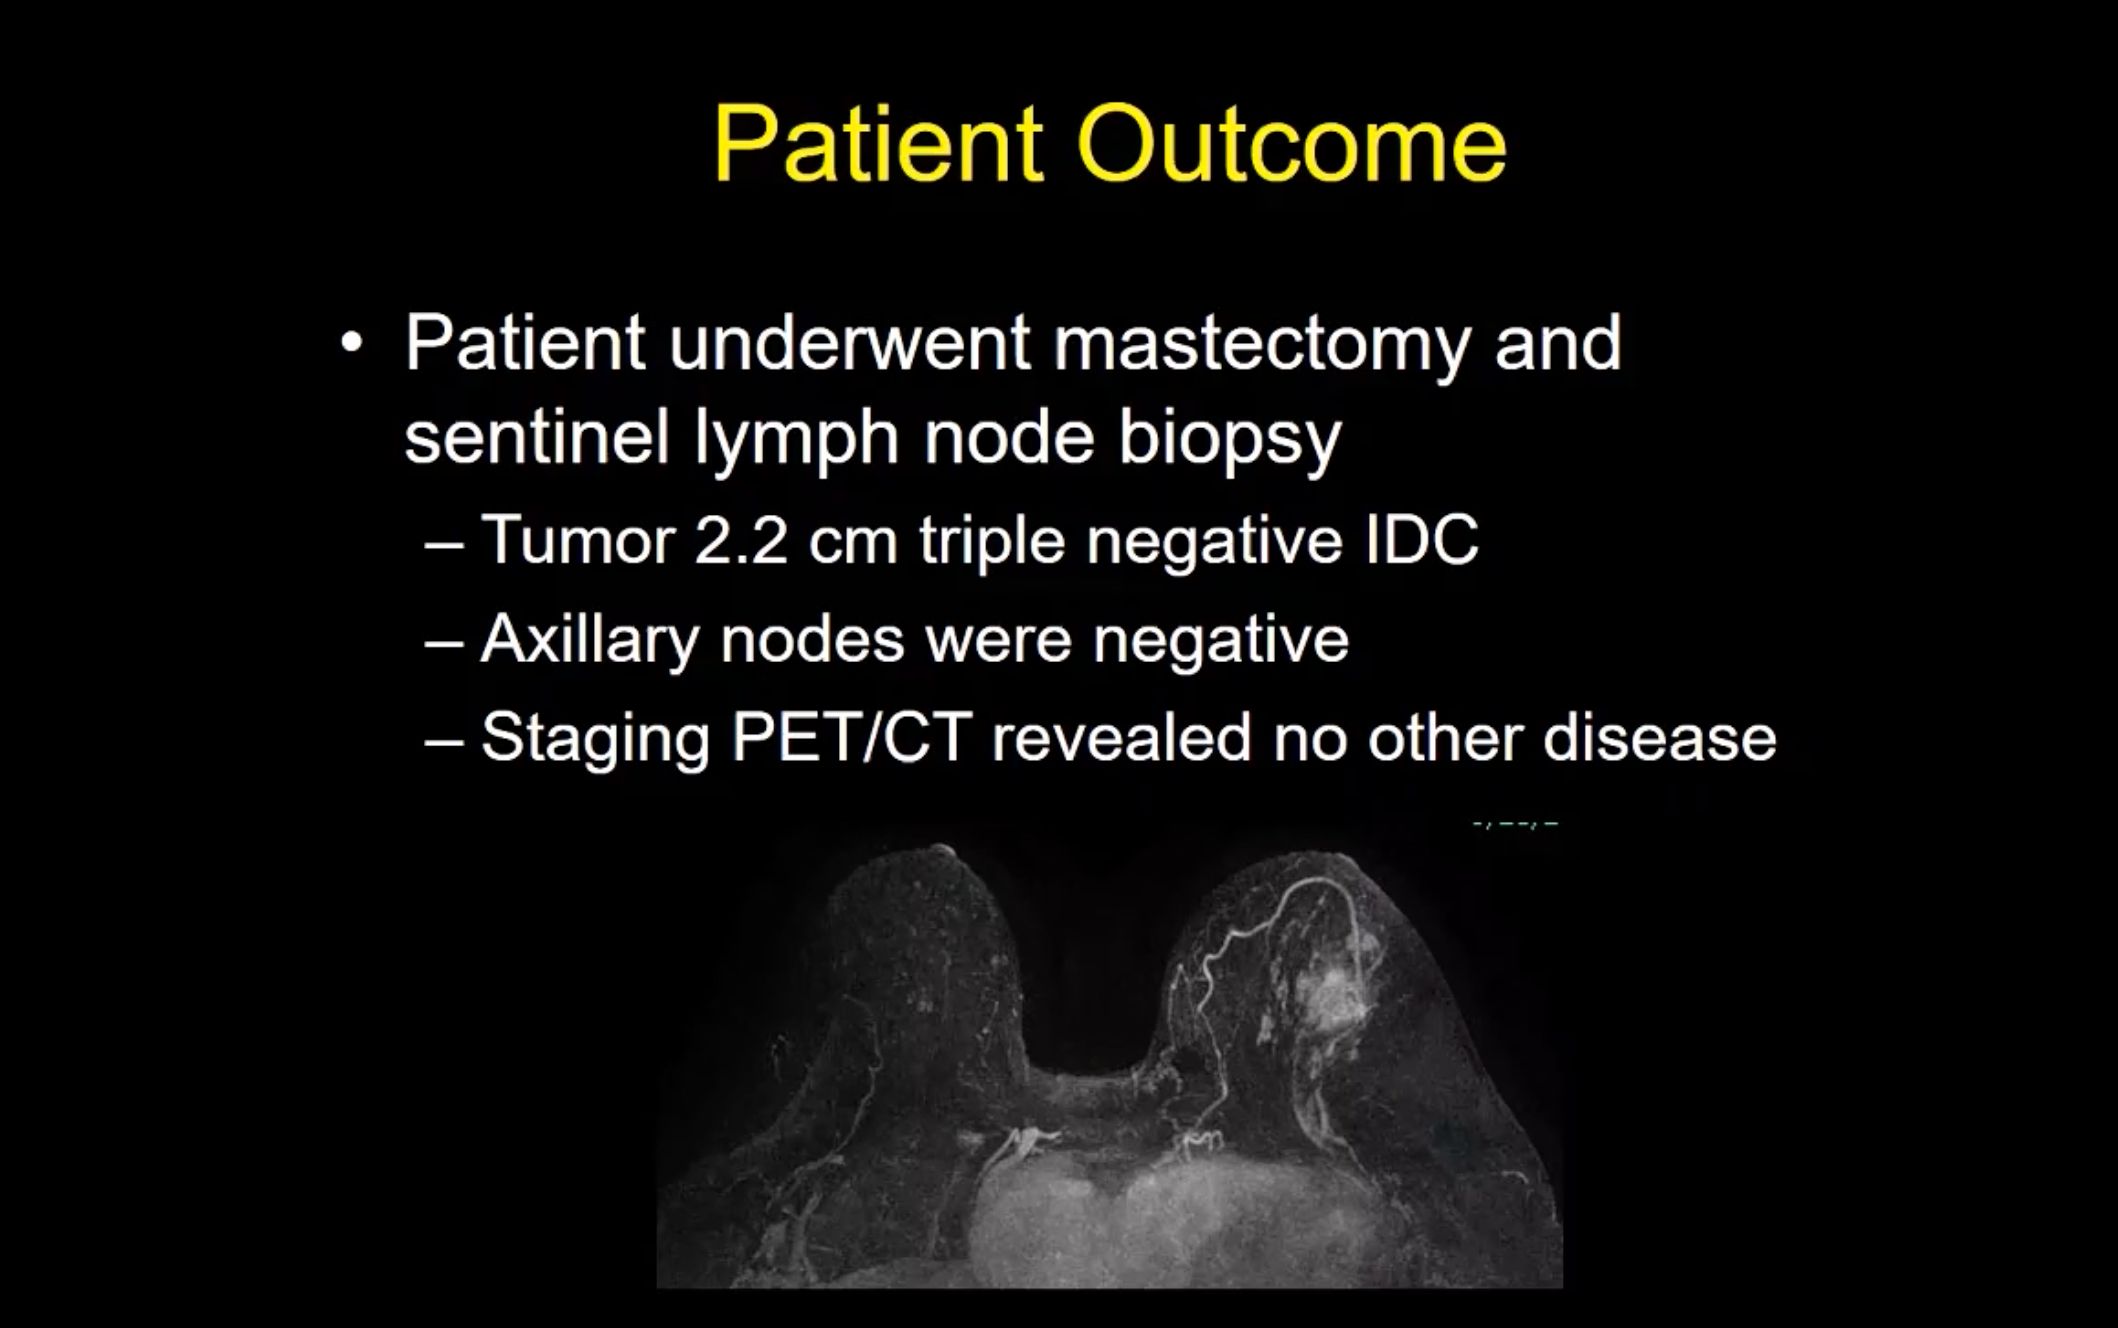 Patient Outcome
• Patient underwent mastectomy and
sentinel lymph node biopsy
– Tumor 2.2 cm triple negative IDC
– Axillary nodes were negative
– Staging PET/CT revealed no other disease